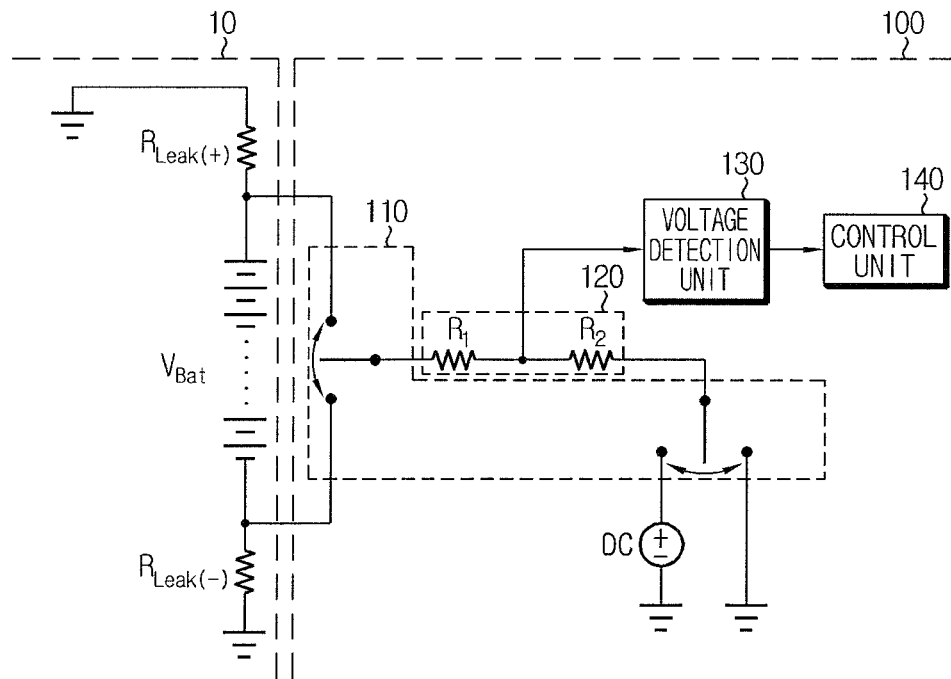 10
100
R Leak(+)
110
130
140
VOLTAGE
DETECTION
UNIT
CONTROL
UNIT
120
R1
R2
VBat
DC
+
−
R Leak(−)